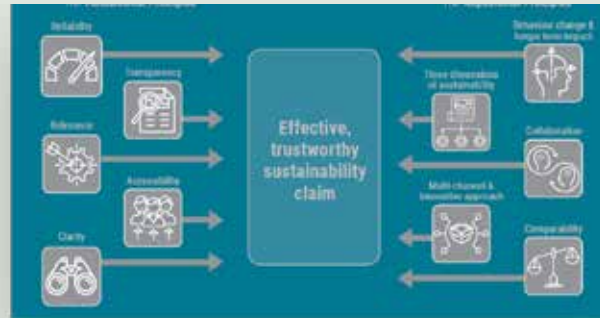 Reliability
Transparency
Relevance
Accessibility
Clarity
Effective,
trustworthy
sustainability
claim
Behaviour change &
longer term impact
Three dimensions
of sustainability
Collaboration
Multi-channel &
innovative approach
Comparability